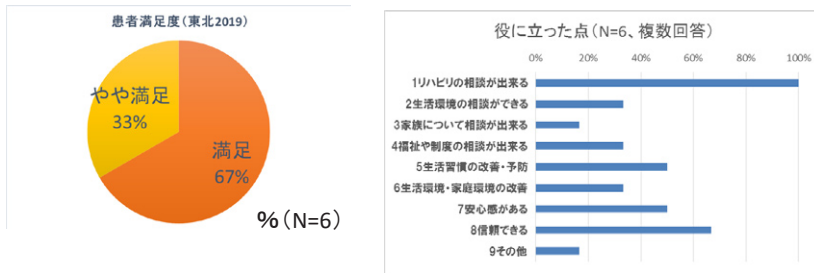 患者満足度(東北2019)
やや満足
33%
満足
67%
%(N=6)
役に立った点(N=6、複数回答)
0% 20% 40% 60% 80% 100%
1リハビリの相談が出来る
2生活環境の相談ができる
3家族について相談が出来る
4福祉や制度の相談が出来る
5生活習慣の改善・予防
6生活環境・家庭環境の改善
7安心感がある
8信頼できる
9その他